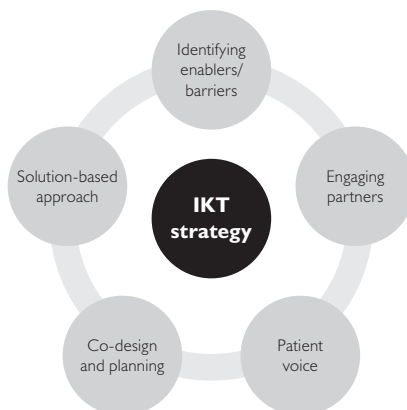 Identifying
enablers/
barriers
Solution-based
approach
IKT
strategy
Engaging
partners
Co-design
and planning
Patient
voice